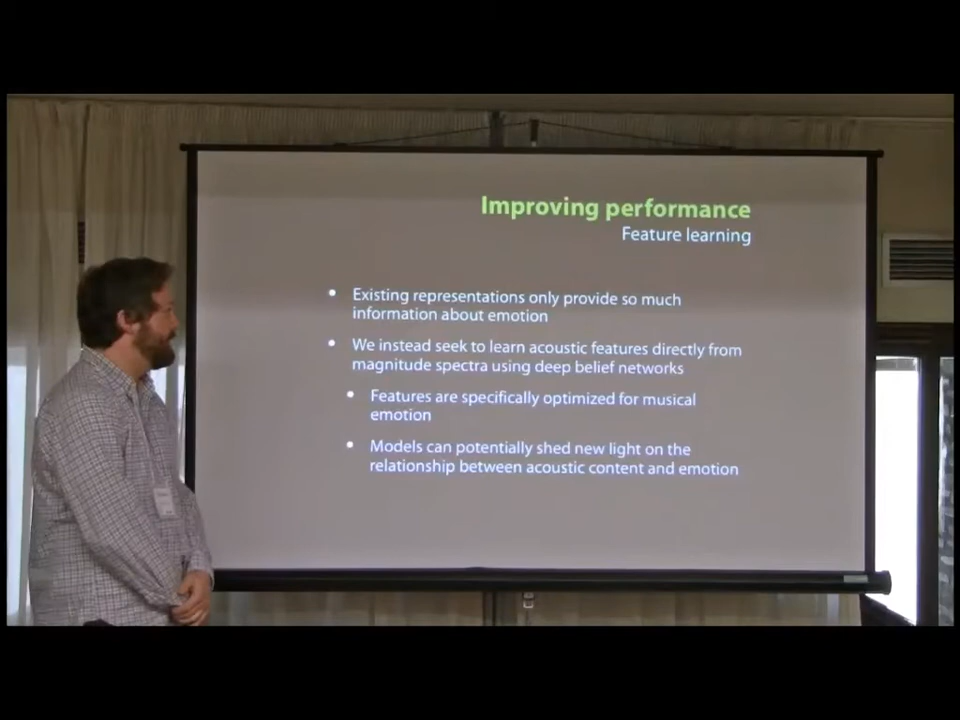 Improving performance
Feature learning
• Existing representations only provide so much
information about emotion
• We instead seek to learn acoustic features directly from
magnitude spectra using deep belief networks
• Features are specifically optimized for musical
emotion
• Models can potentially shed new light on the
relationship between acoustic content and emotion